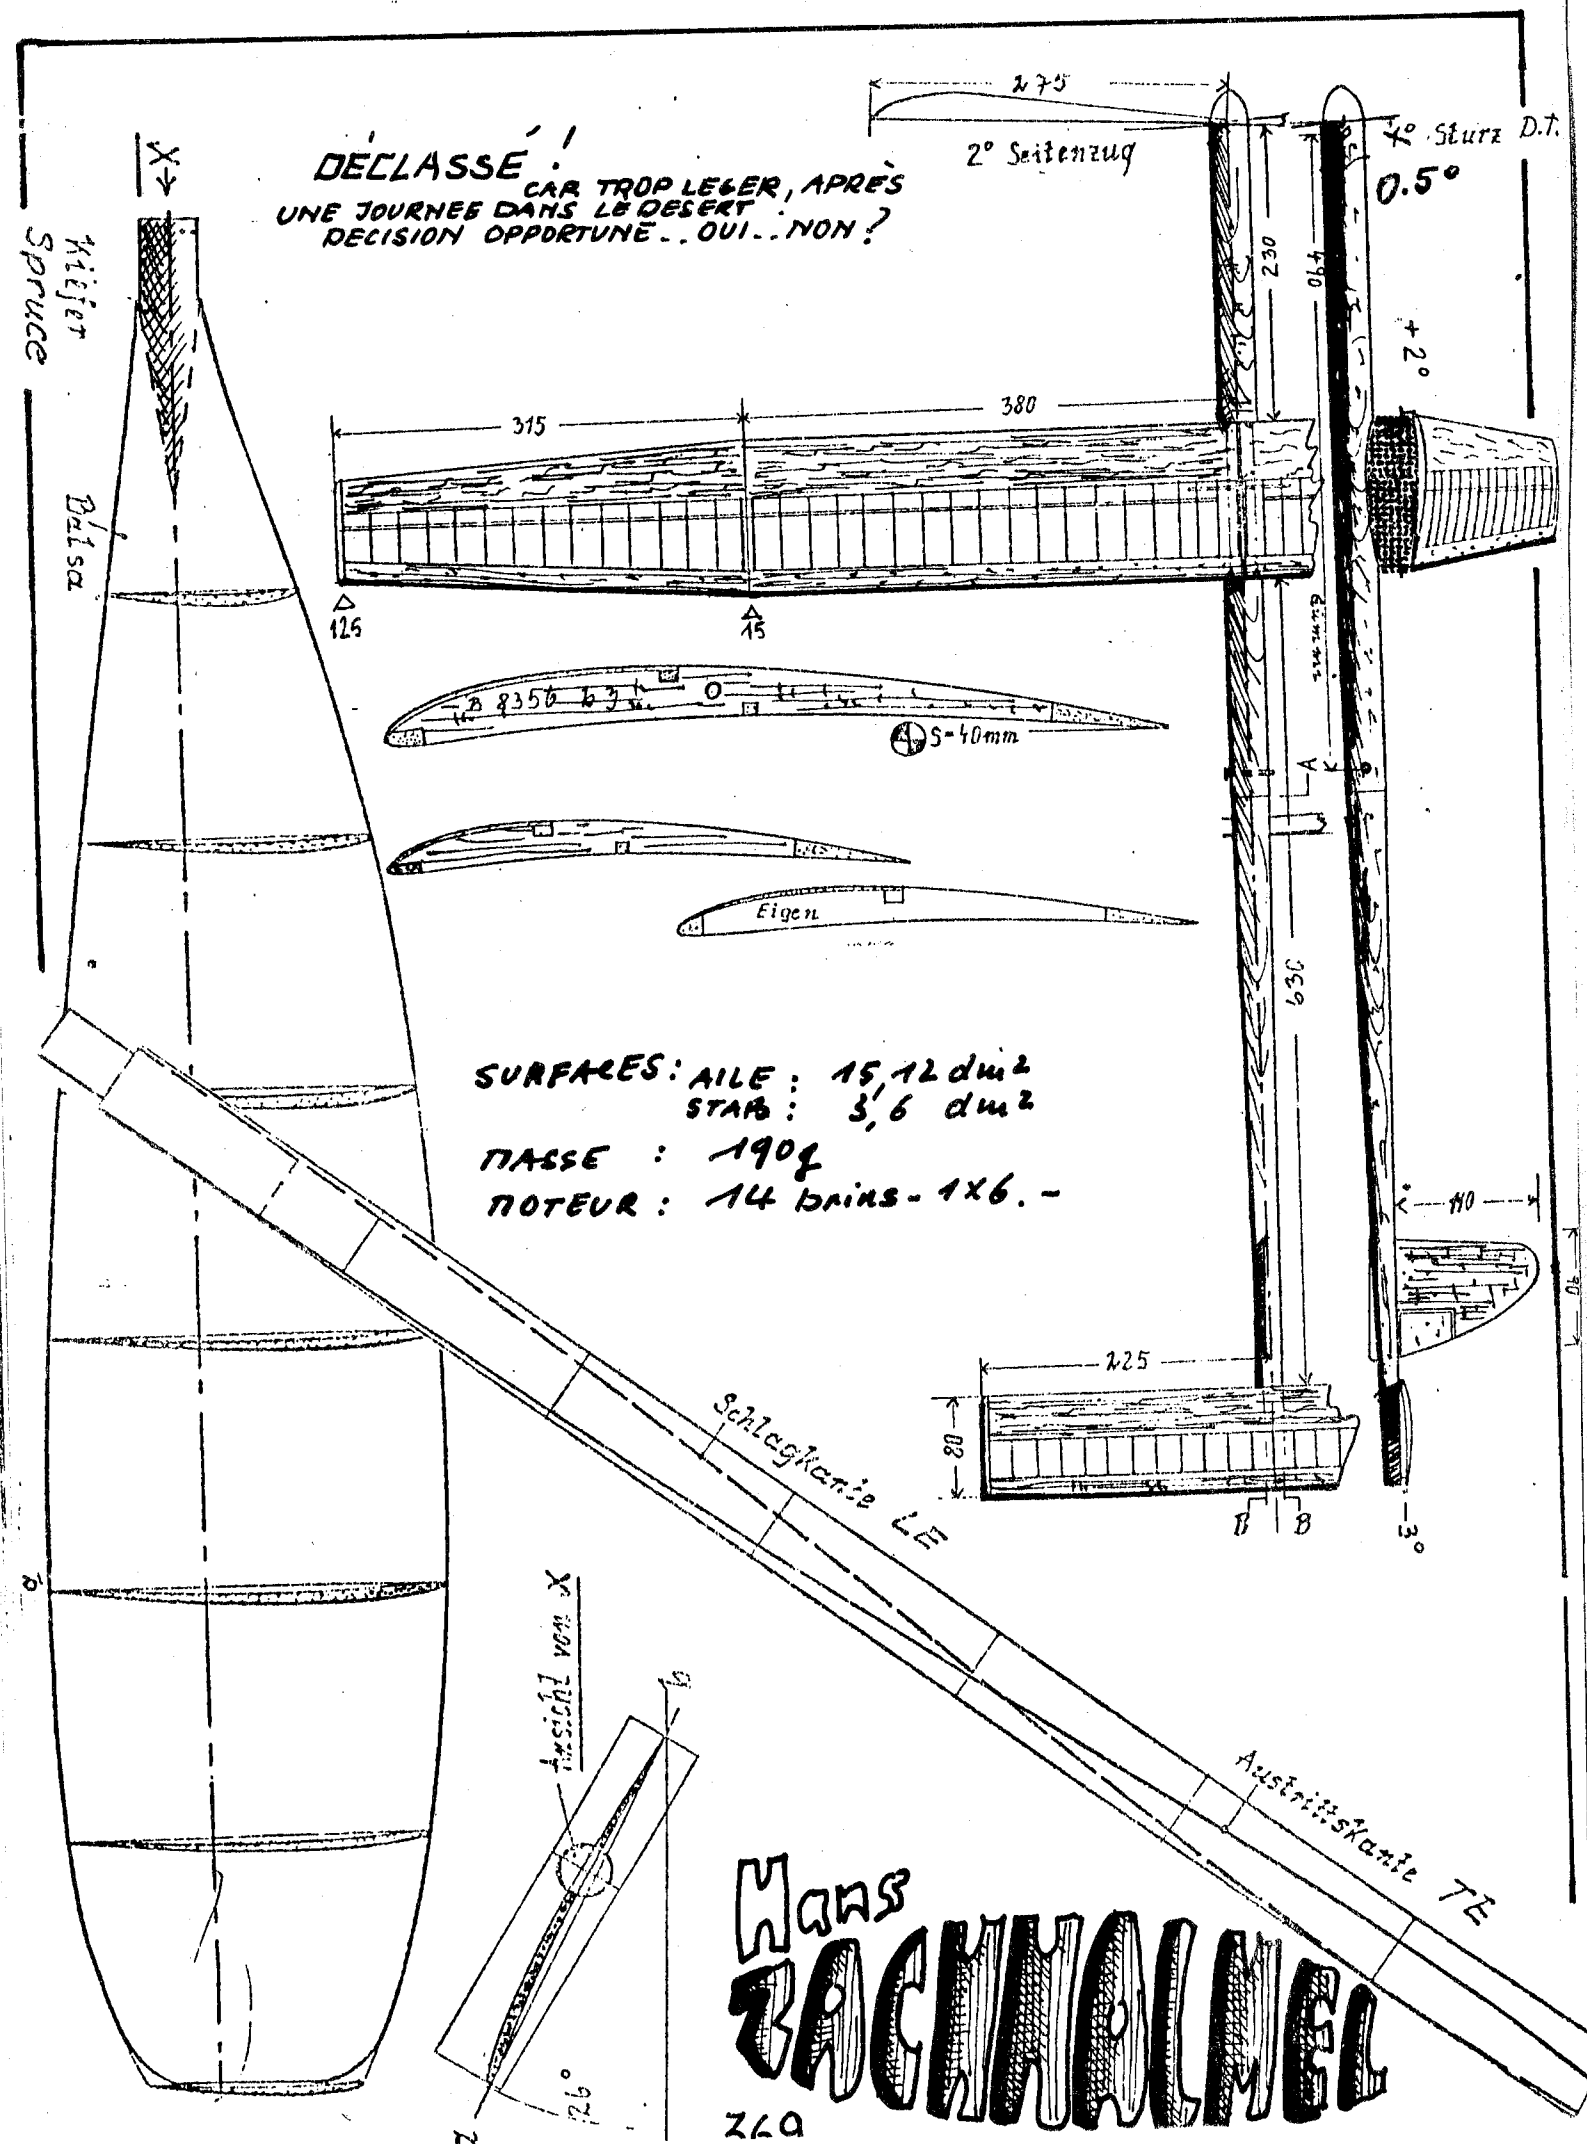 DÉCLASSÉ !
CAR TROP LEGER, APRÈS
UNE JOURNEE DANS LE DESERT.
DECISION OPPORTUNE.. OUI.. NON ?
X
Kiefer
Spruce
Balsa
275
2° Seitenzug
Sturz D.T.
0.5°
230
+2°
315
380
125
15
B 8356 b3
S=40mm
A
Eigen
630
SURFACES: AILE : 15,12 dm2
STAB : 3,6 dm2
MASSE : 190g
MOTEUR : 14 brins - 1x6.-
110
225
80
B B
-3°
Schlagkante LE
Ansicht von X
Austrittskante TE
26°
Hans
ZACHHALMEL